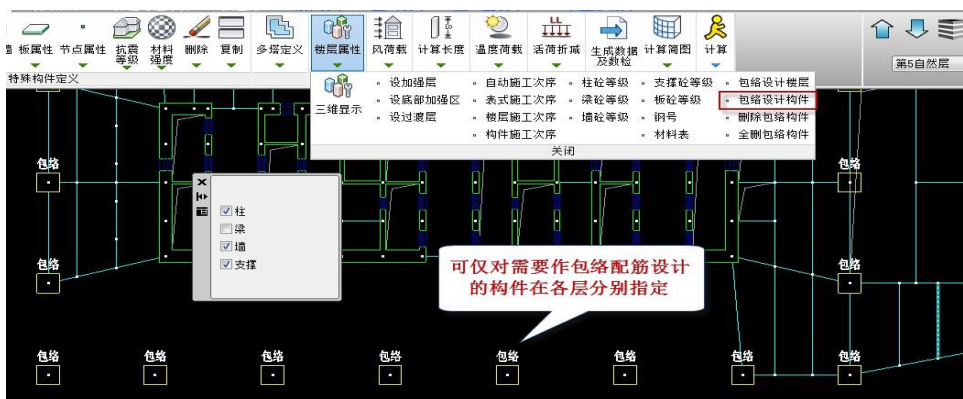 墙 板属性 节点属性 抗震等级 材料强度 删除 复制 多塔定义 楼层属性 风荷载 计算长度 温度荷载 活荷折减 生成数据及数检 计算简图 计算
第5自然层
特殊构件定义
三维显示
设加强层 自动施工次序 柱砼等级 支撑砼等级 包络设计楼层
设底部加强区 表式施工次序 梁砼等级 板砼等级 包络设计构件
设过渡层 楼层施工次序 墙砼等级 钢号 删除包络构件
构件施工次序 材料表 全删包络构件
关闭
包络 包络
柱
梁
墙
支撑
可仅对需要作包络配筋设计
的构件在各层分别指定
包络 包络
包络 包络 包络 包络 包络 包络 包络 包络